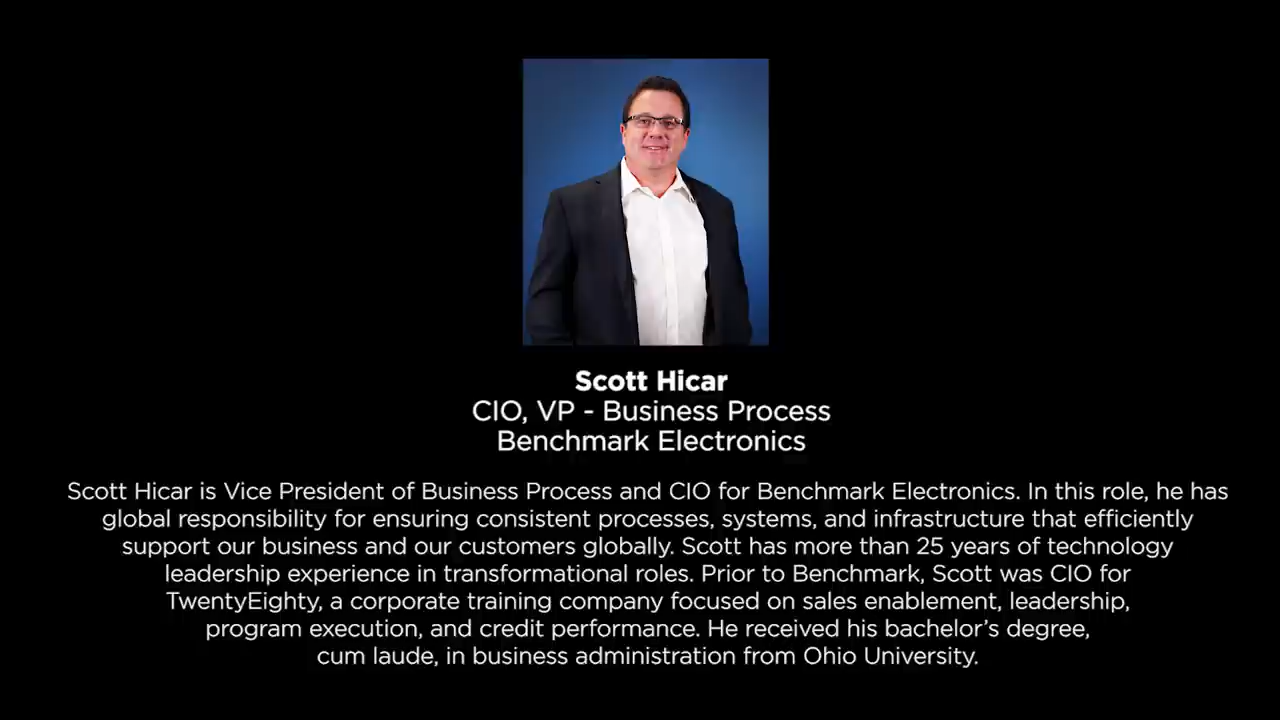 Scott Hicar
CIO, VP - Business Process
Benchmark Electronics
Scott Hicar is Vice President of Business Process and CIO for Benchmark Electronics. In this role, he has
global responsibility for ensuring consistent processes, systems, and infrastructure that efficiently
support our business and our customers globally. Scott has more than 25 years of technology
leadership experience in transformational roles. Prior to Benchmark, Scott was CIO for
TwentyEighty, a corporate training company focused on sales enablement, leadership,
program execution, and credit performance. He received his bachelor’s degree,
cum laude, in business administration from Ohio University.